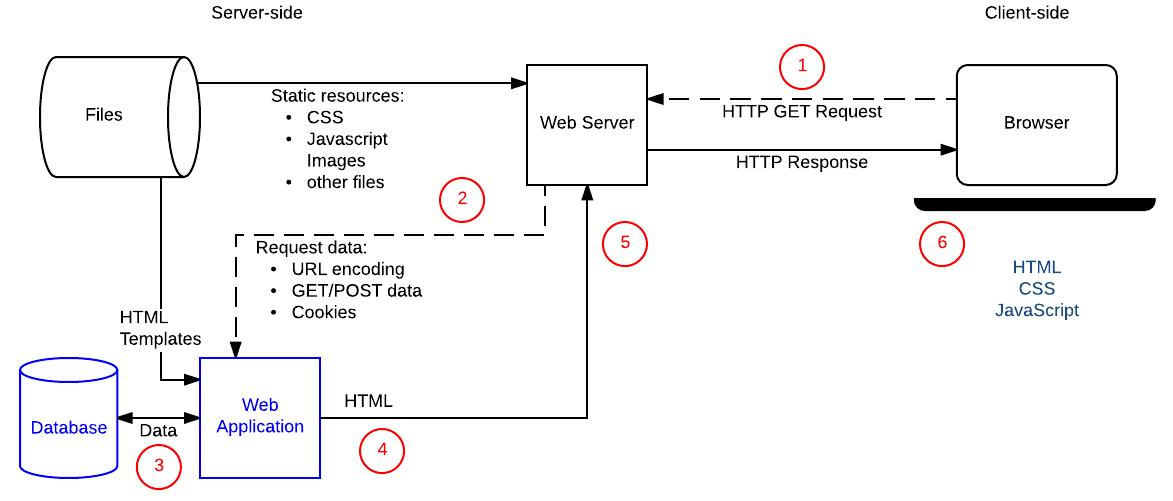 Server-side
Client-side
Files
Static resources:
• CSS
• Javascript
Images
• other files
Web Server
1
HTTP GET Request
HTTP Response
Browser
2
Request data:
• URL encoding
• GET/POST data
• Cookies
5
6
HTML
CSS
JavaScript
HTML
Templates
Database
Data
3
Web
Application
HTML
4